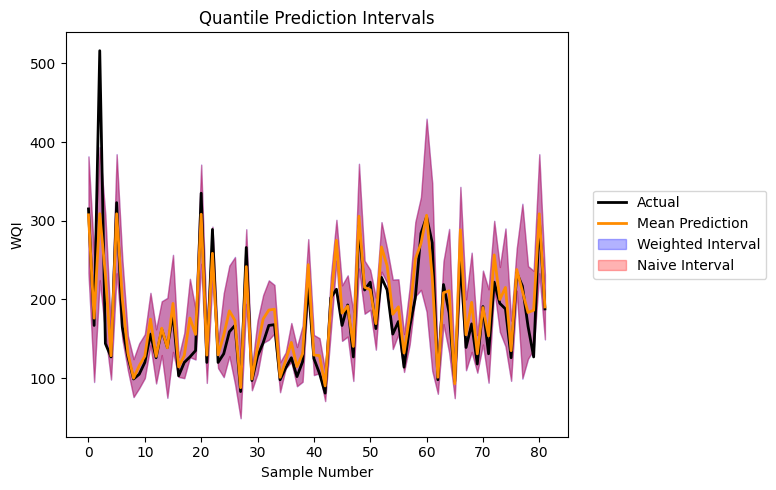 Quantile Prediction Intervals
500
400
300
200
100
WQI
0 10 20 30 40 50 60 70 80
Sample Number
Actual
Mean Prediction
Weighted Interval
Naive Interval